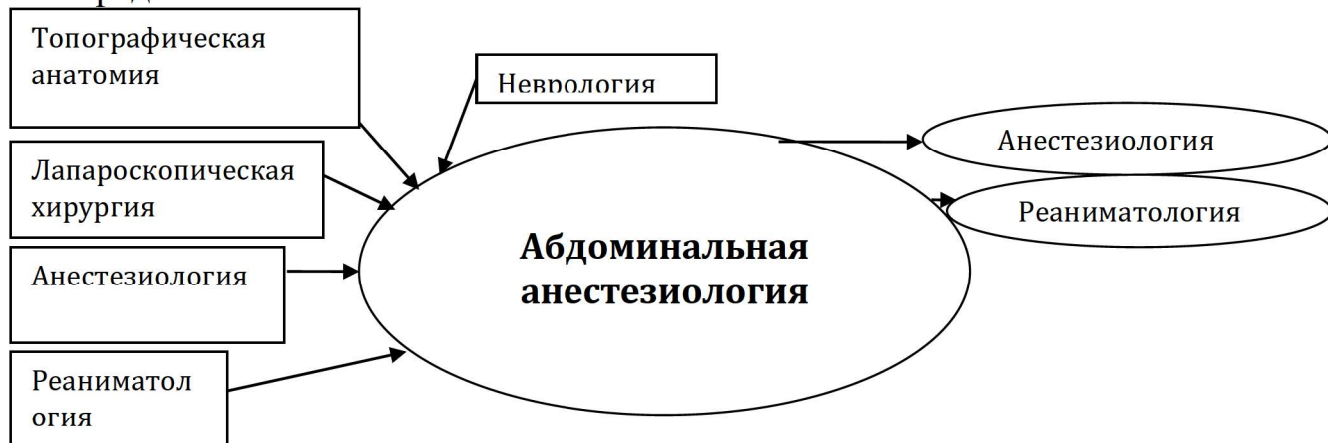 Топографическая
анатомия
Неврология
Анестезиология
Лапароскопическая
хирургия
Реаниматология
Абдоминальная
анестезиология
Анестезиология
Реаниматол
огия